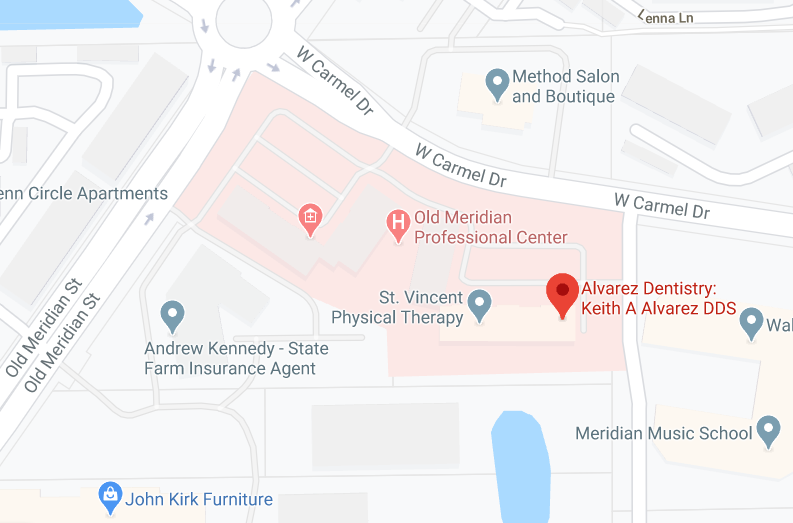 Lenna Ln
W Carmel Dr
Method Salon
and Boutique
W Carmel Dr
enn Circle Apartments
W Carmel Dr
Old Meridian
Professional Center
Old Meridian St
Old Meridian St
St. Vincent
Physical Therapy
Alvarez Dentistry:
Keith A Alvarez DDS
Wal
Andrew Kennedy - State
Farm Insurance Agent
Meridian Music School
John Kirk Furniture
H